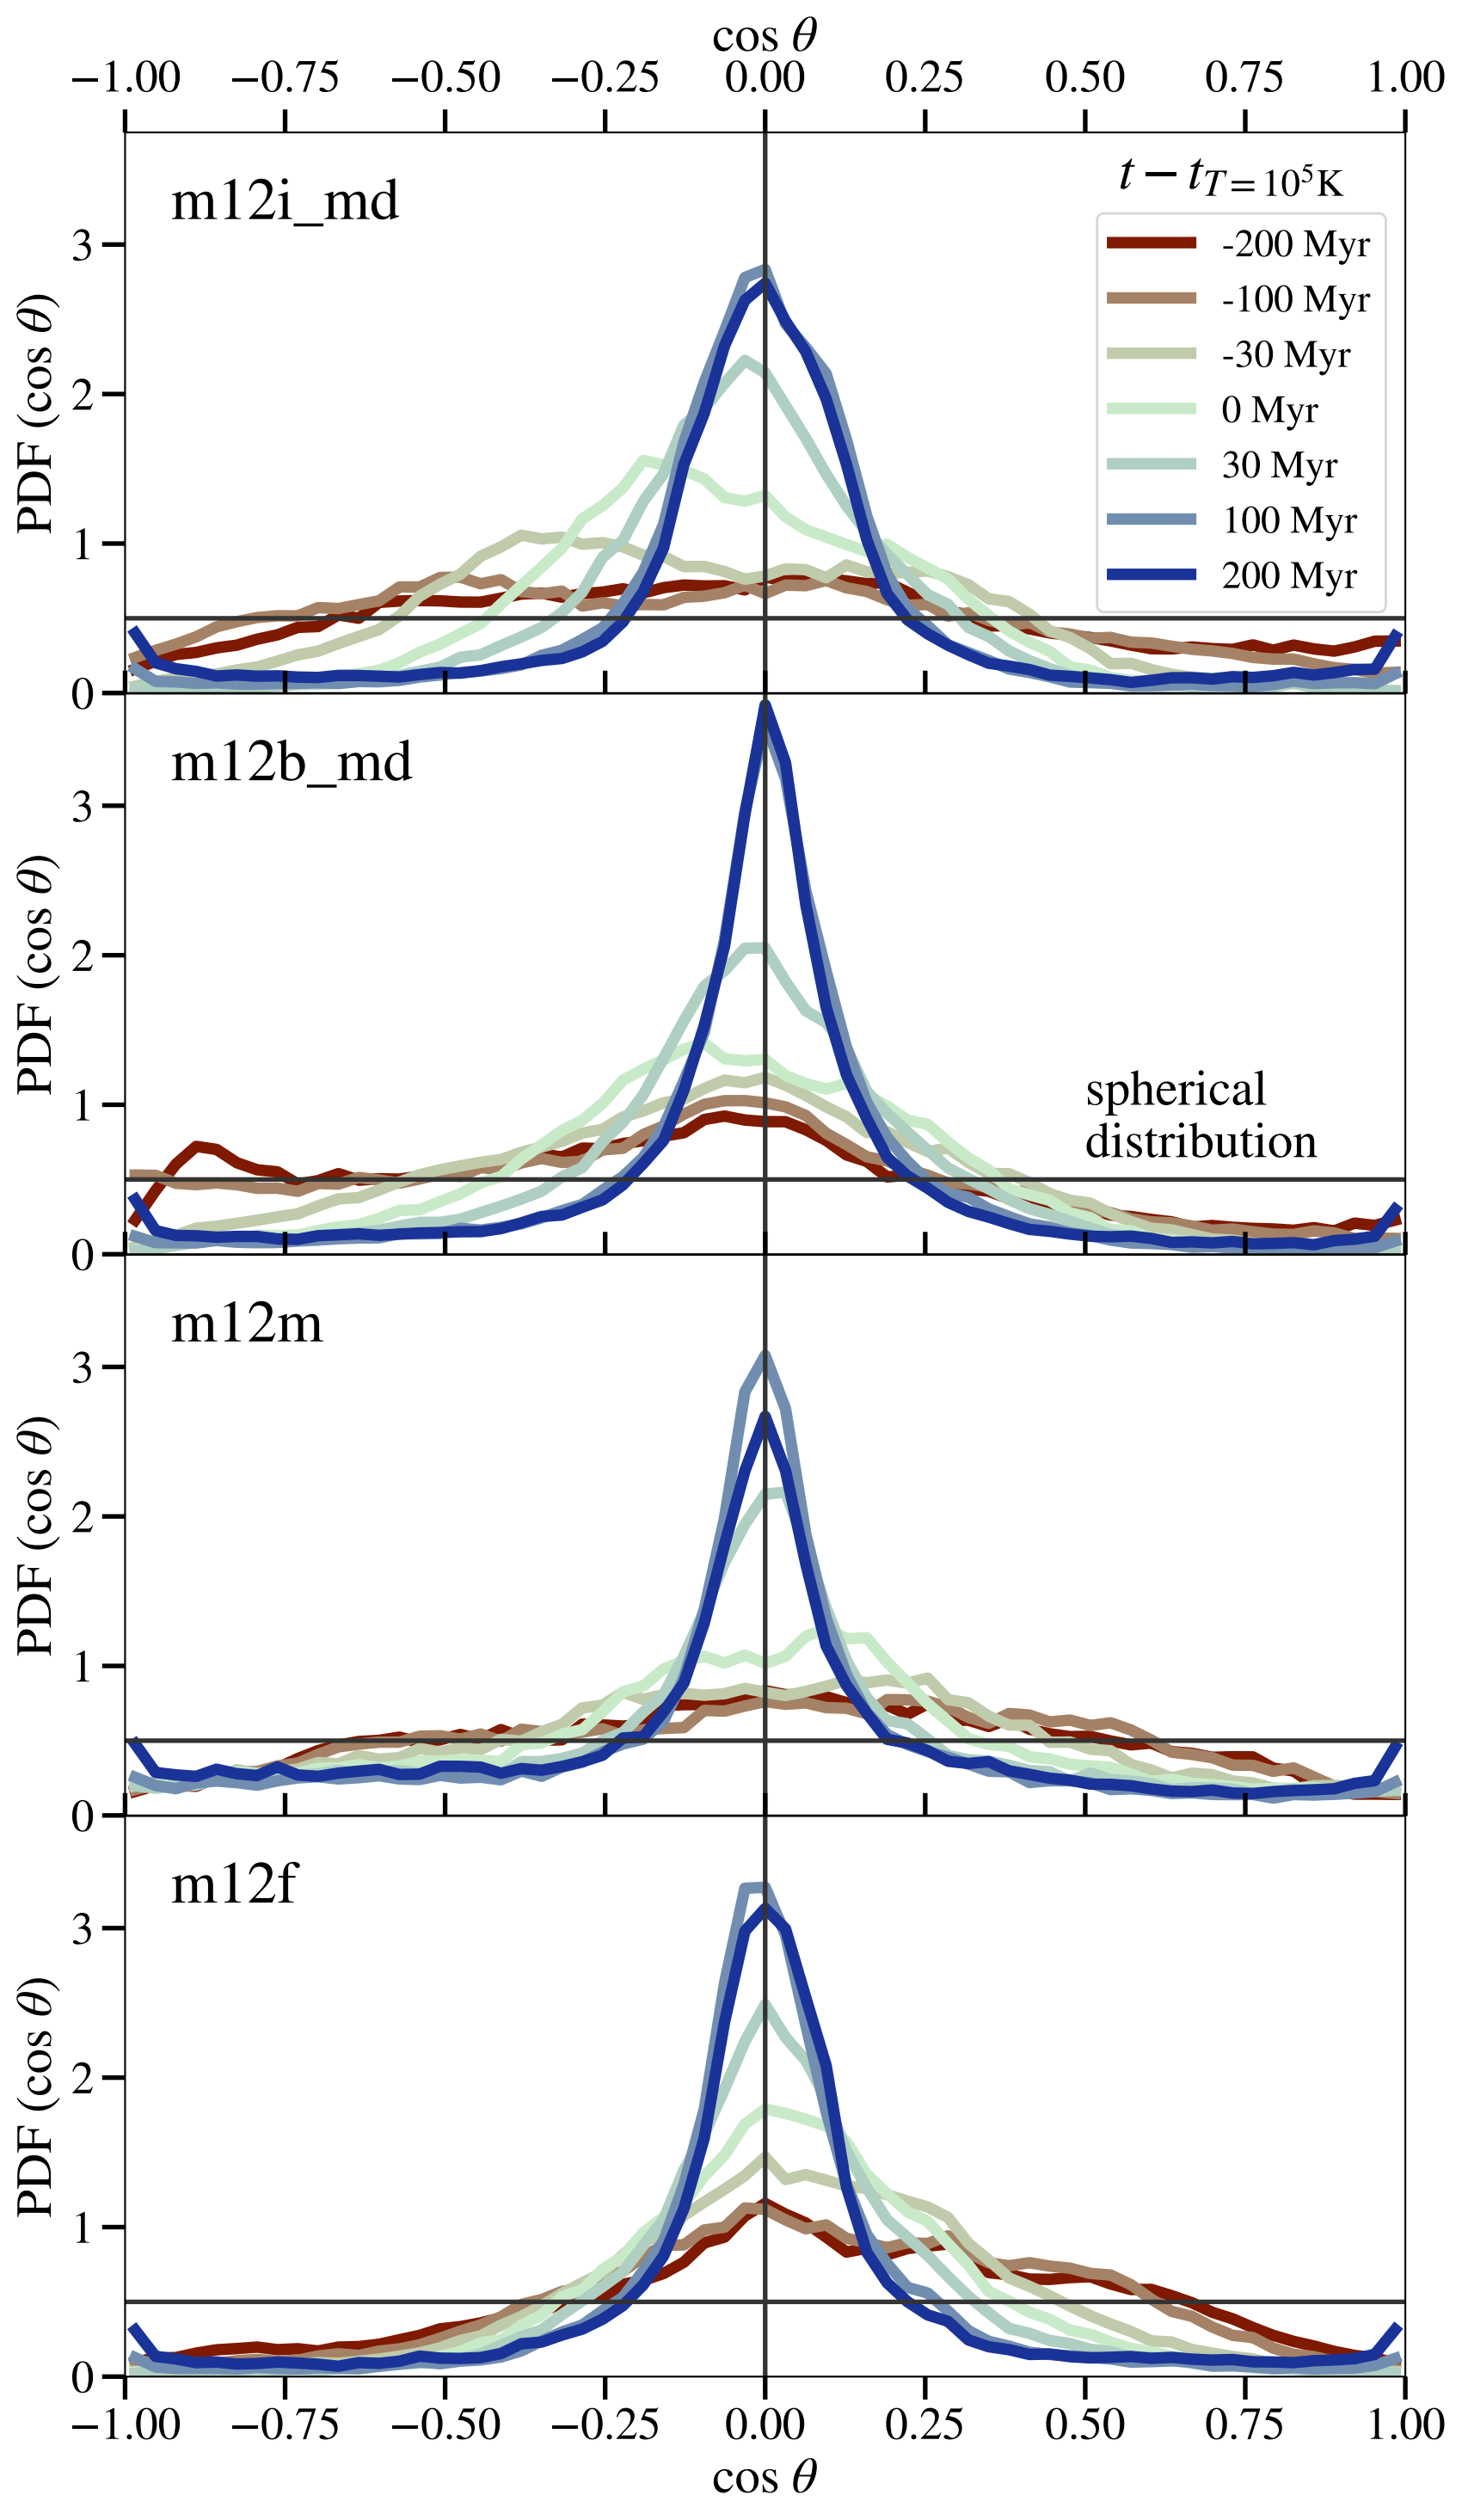 cos θ
−1.00 −0.75 −0.50 −0.25 0.00 0.25 0.50 0.75 1.00
m12i_md
t − t_{T=10⁵K}
-200 Myr
-100 Myr
-30 Myr
0 Myr
30 Myr
100 Myr
200 Myr
3
2
1
0
PDF (cos θ)
m12b_md
3
2
1
0
PDF (cos θ)
spherical
distribution
m12m
3
2
1
0
PDF (cos θ)
m12f
3
2
1
0
PDF (cos θ)
−1.00 −0.75 −0.50 −0.25 0.00 0.25 0.50 0.75 1.00
cos θ